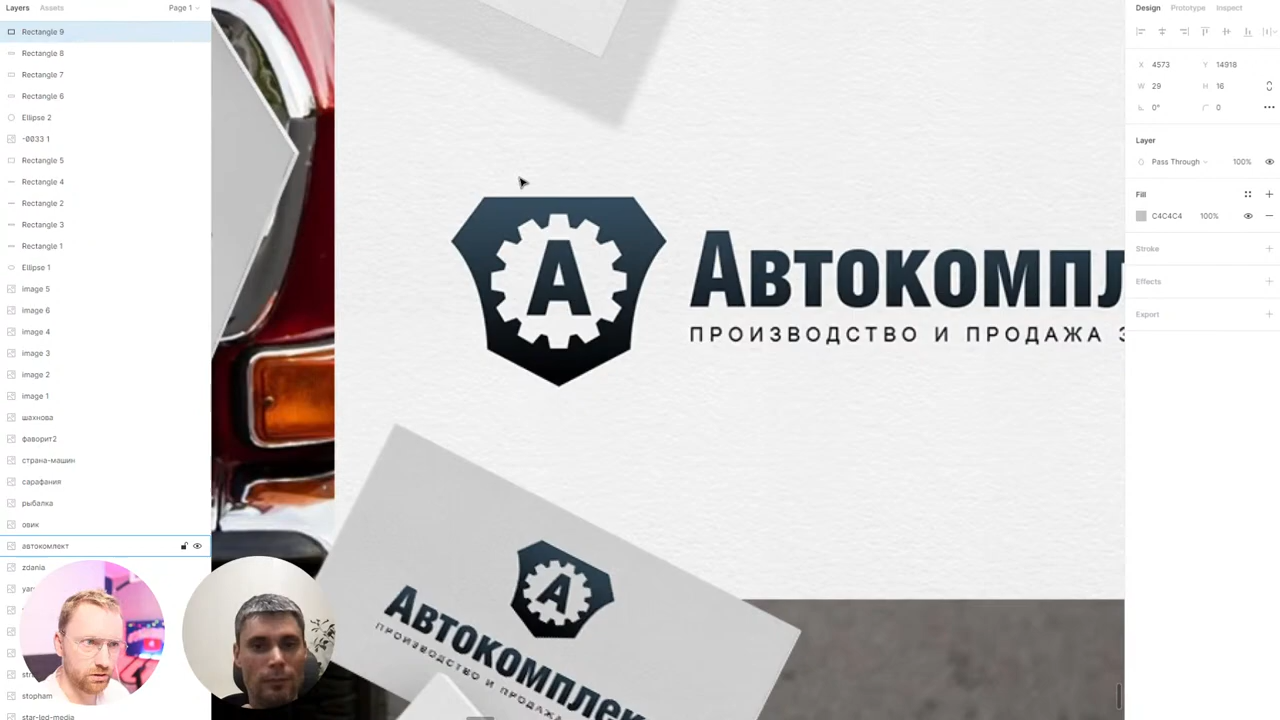 Layers Assets Page 1
Rectangle 9
Rectangle 8
Rectangle 7
Rectangle 6
Ellipse 2
-0033 1
Rectangle 5
Rectangle 4
Rectangle 2
Rectangle 3
Rectangle 1
Ellipse 1
image 5
image 6
image 4
image 3
image 2
image 1
шахнова
фаворит2
страна-машин
сарафания
рыбалка
овик
автокомлект
zdania
stopham
star-led-media
А
Автокомпл
ПРОИЗВОДСТВО И ПРОДАЖА
А
Автокомплек
ПРОИЗВОДСТВО И ПРОДАЖА
Design Prototype Inspect
X 4573 Y 14918
W 29 H 16
0° 0
Layer
Pass Through 100%
Fill
C4C4C4 100%
Stroke
Effects
Export